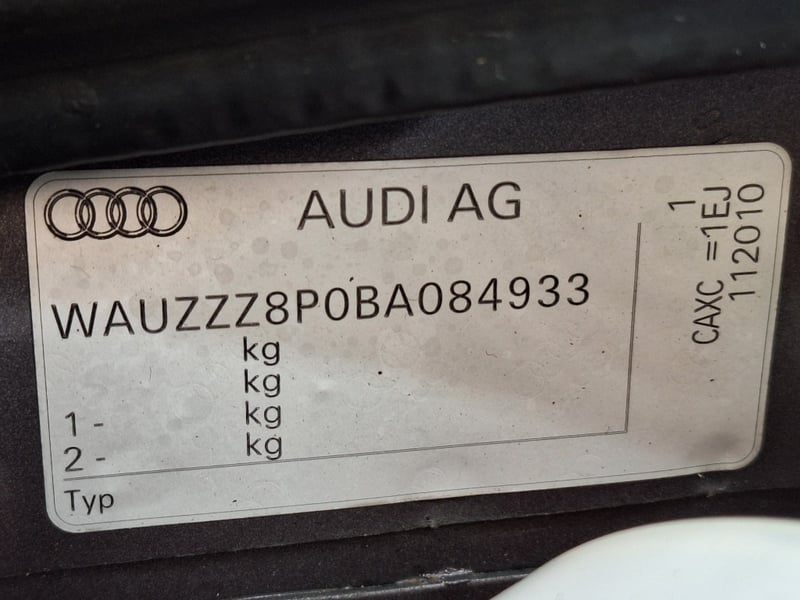 AUDI AG
WAUZZZ8P0BA084933
kg
kg
1 - kg
2 - kg
Typ
1
CAXC =1EJ
112010